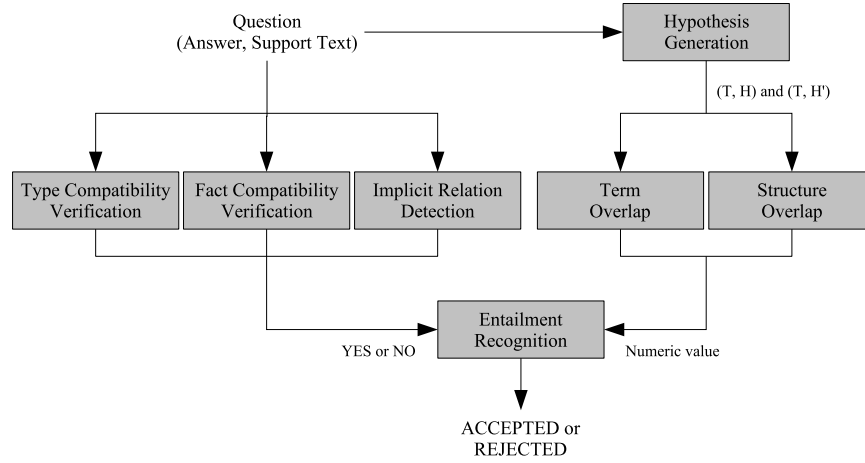 Question
(Answer, Support Text)
Hypothesis
Generation
(T, H) and (T, H')
Type Compatibility
Verification
Fact Compatibility
Verification
Implicit Relation
Detection
Term
Overlap
Structure
Overlap
Entailment
Recognition
YES or NO
Numeric value
ACCEPTED or
REJECTED